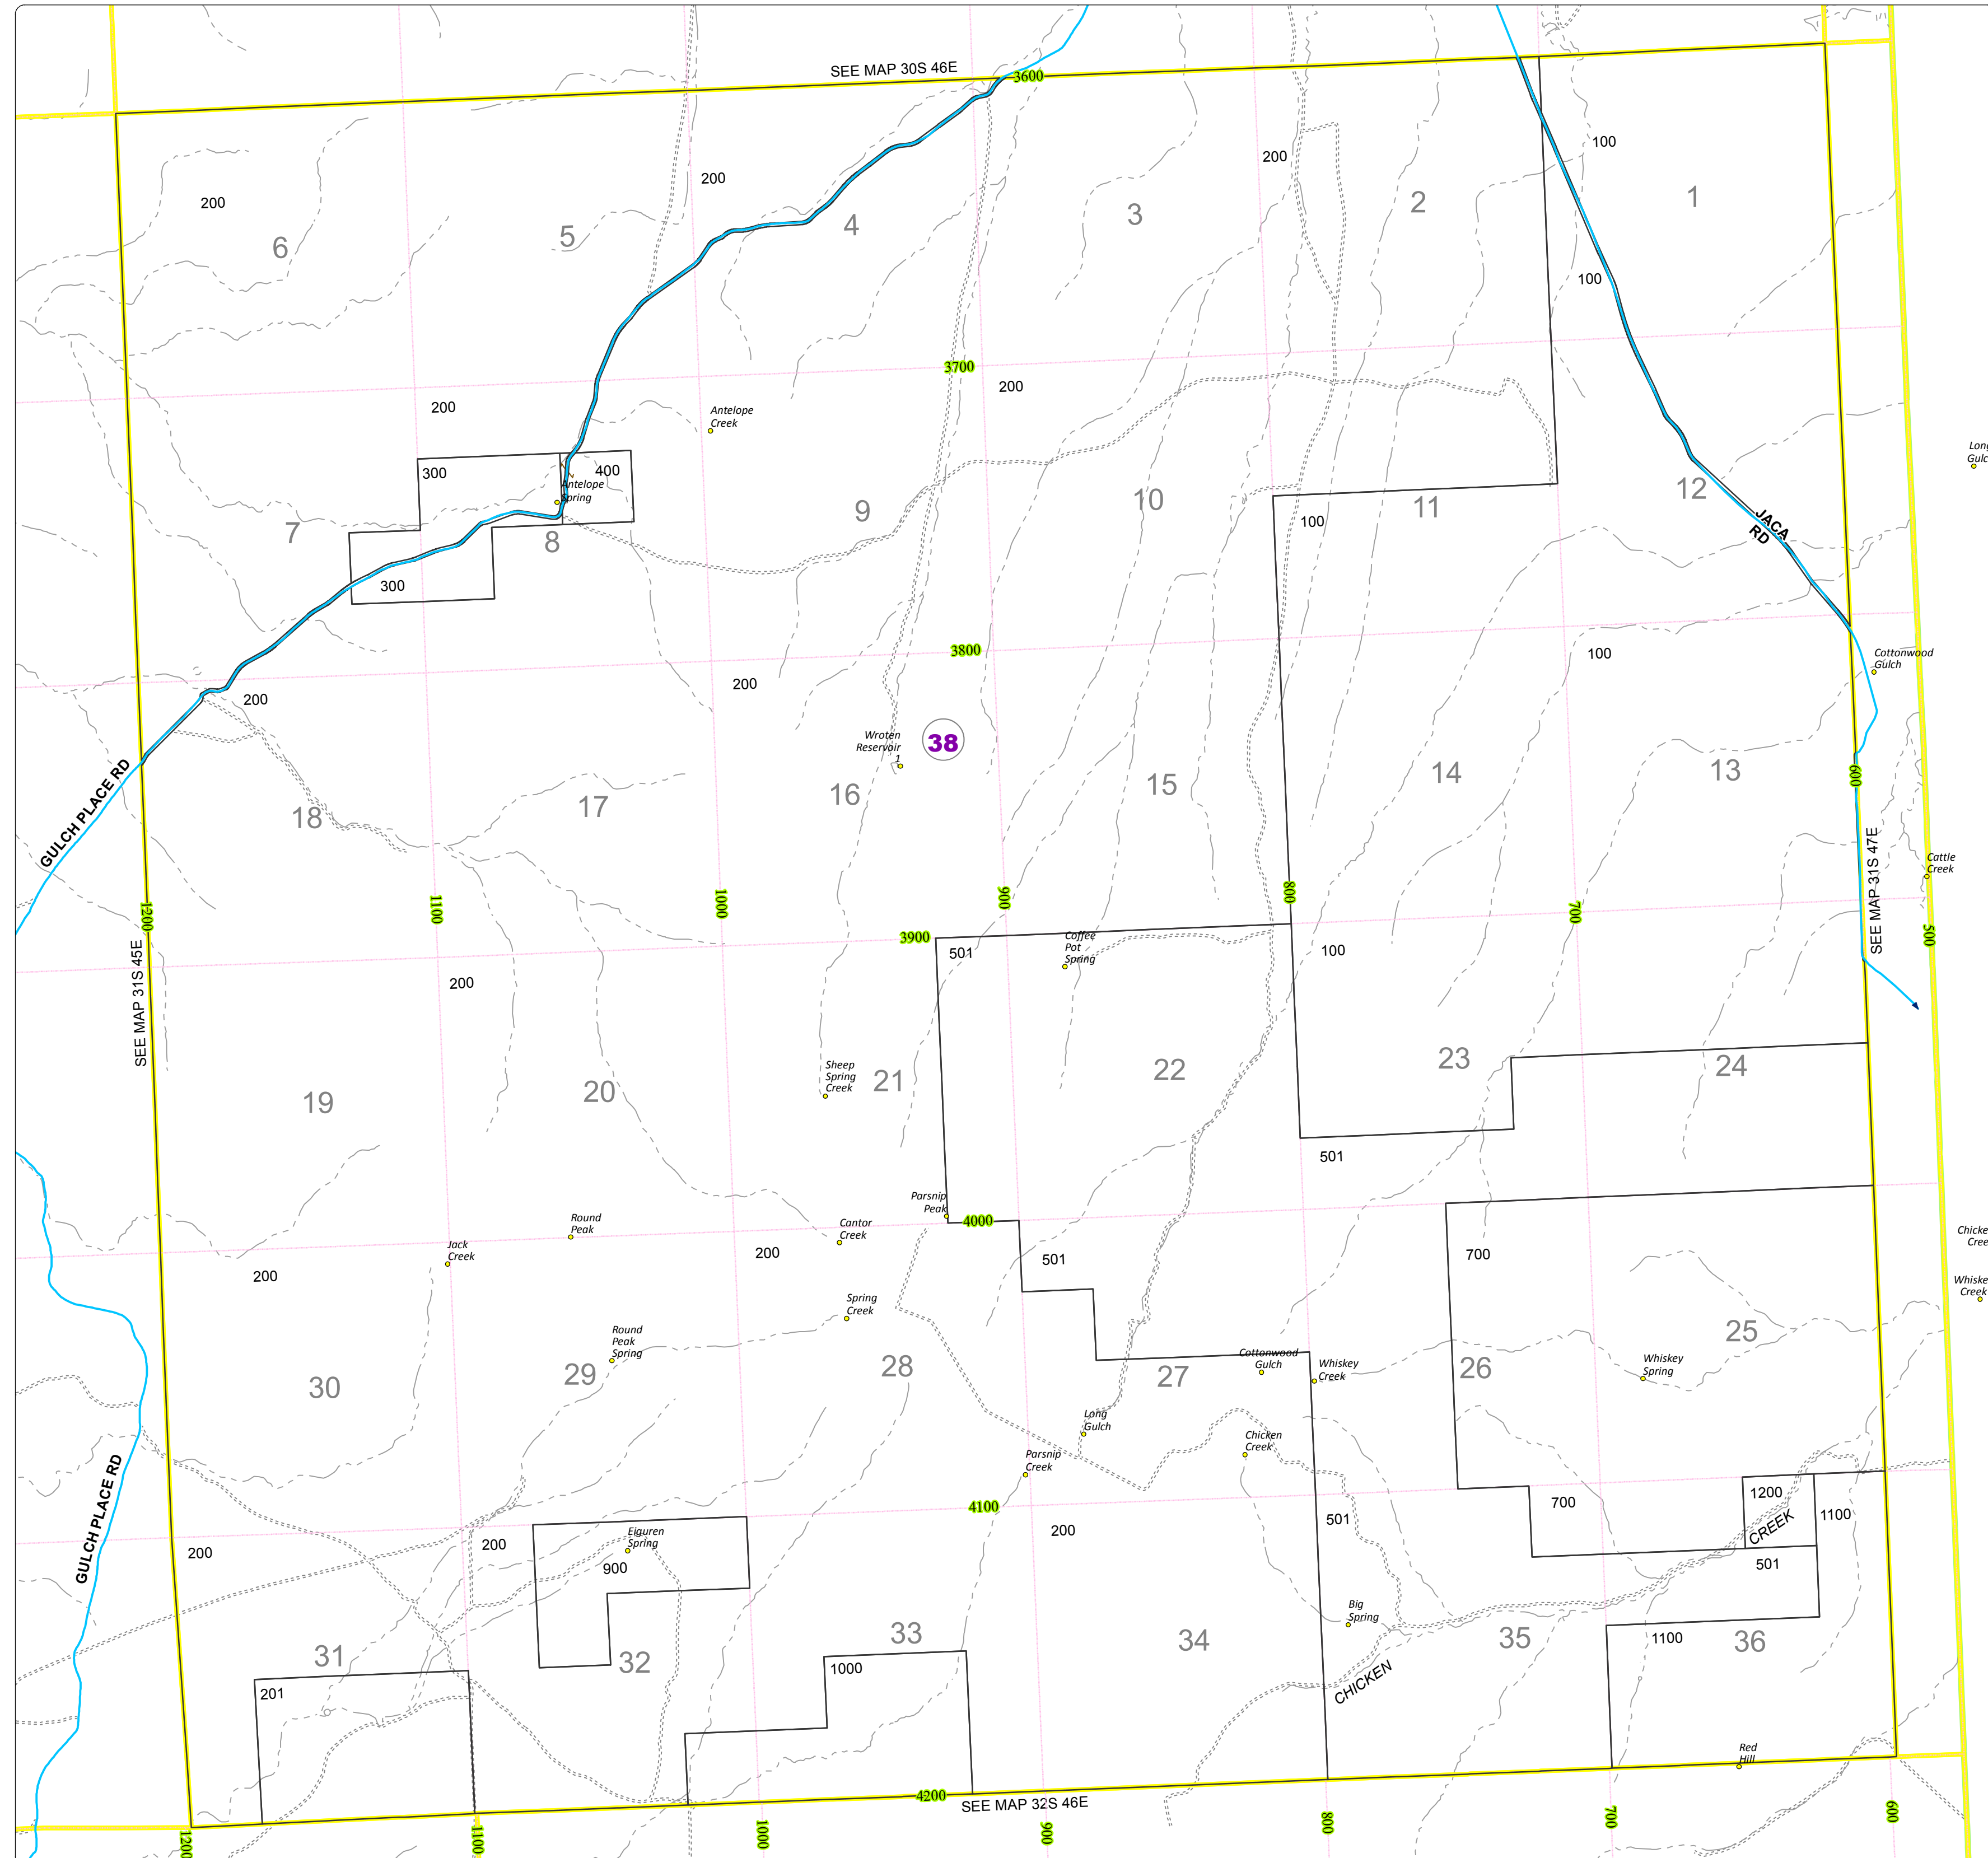 SEE MAP 30S 46E
3600
100
200
200
200
1
2
3
4
5
6
100
3700
200
200
Antelope
Creek
300
400
Antelope
Spring
7
8
9
10
11
12
100
JACA
RD
300
3800
100
200
200
Cottonwood
Gulch
Wroten
Reservoir
1
38
600
GULCH PLACE RD
18
17
16
15
14
13
SEE MAP 31S 47E
Cattle
Creek
1200
1100
1000
900
800
700
500
3900
501
Coffee
Pot
Spring
100
SEE MAP 31S 45E
200
Sheep
Spring
Creek
19
20
21
22
23
24
501
Parsnip
Peak
4000
Round
Peak
Cantor
Creek
Jack
Creek
200
200
501
700
Spring
Creek
Round
Peak
Spring
30
29
28
27
26
25
Cottonwood
Gulch
Whiskey
Creek
Whiskey
Spring
Long
Gulch
Chicken
Creek
Parsnip
Creek
GULCH PLACE RD
4100
200
200
200
Eiguren
Spring
900
501
700
1200
1100
CREEK
501
Big
Spring
31
32
33
34
35
36
1100
201
1000
CHICKEN
Red
Hill
4200
SEE MAP 32S 46E
1200
1100
1000
900
800
700
600